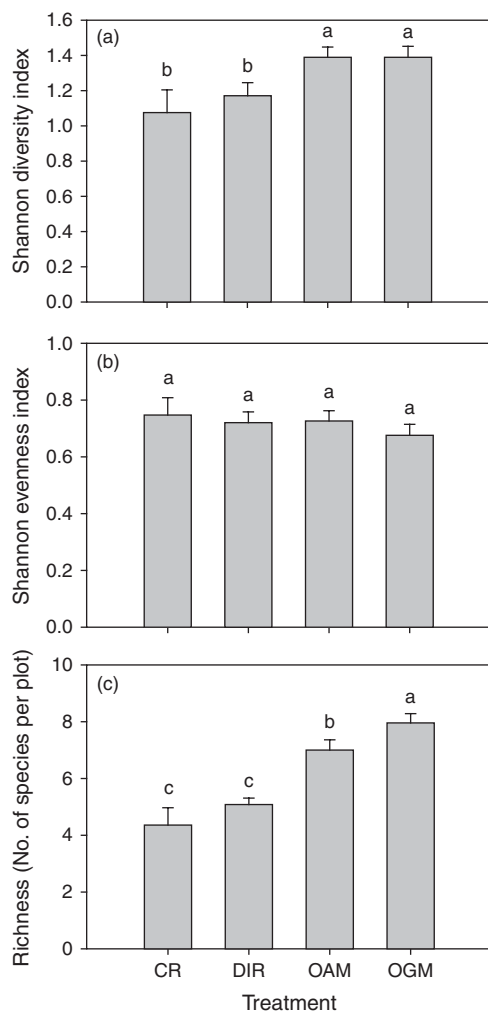 (a)
Shannon diversity index
1.6
1.4
1.2
1.0
0.8
0.6
0.4
0.2
0.0
b
b
a
a
(b)
Shannon evenness index
1.0
0.8
0.6
0.4
0.2
0.0
a
a
a
a
(c)
Richness (No. of species per plot)
10
8
6
4
2
0
c
c
b
a
CR DIR OAM OGM
Treatment